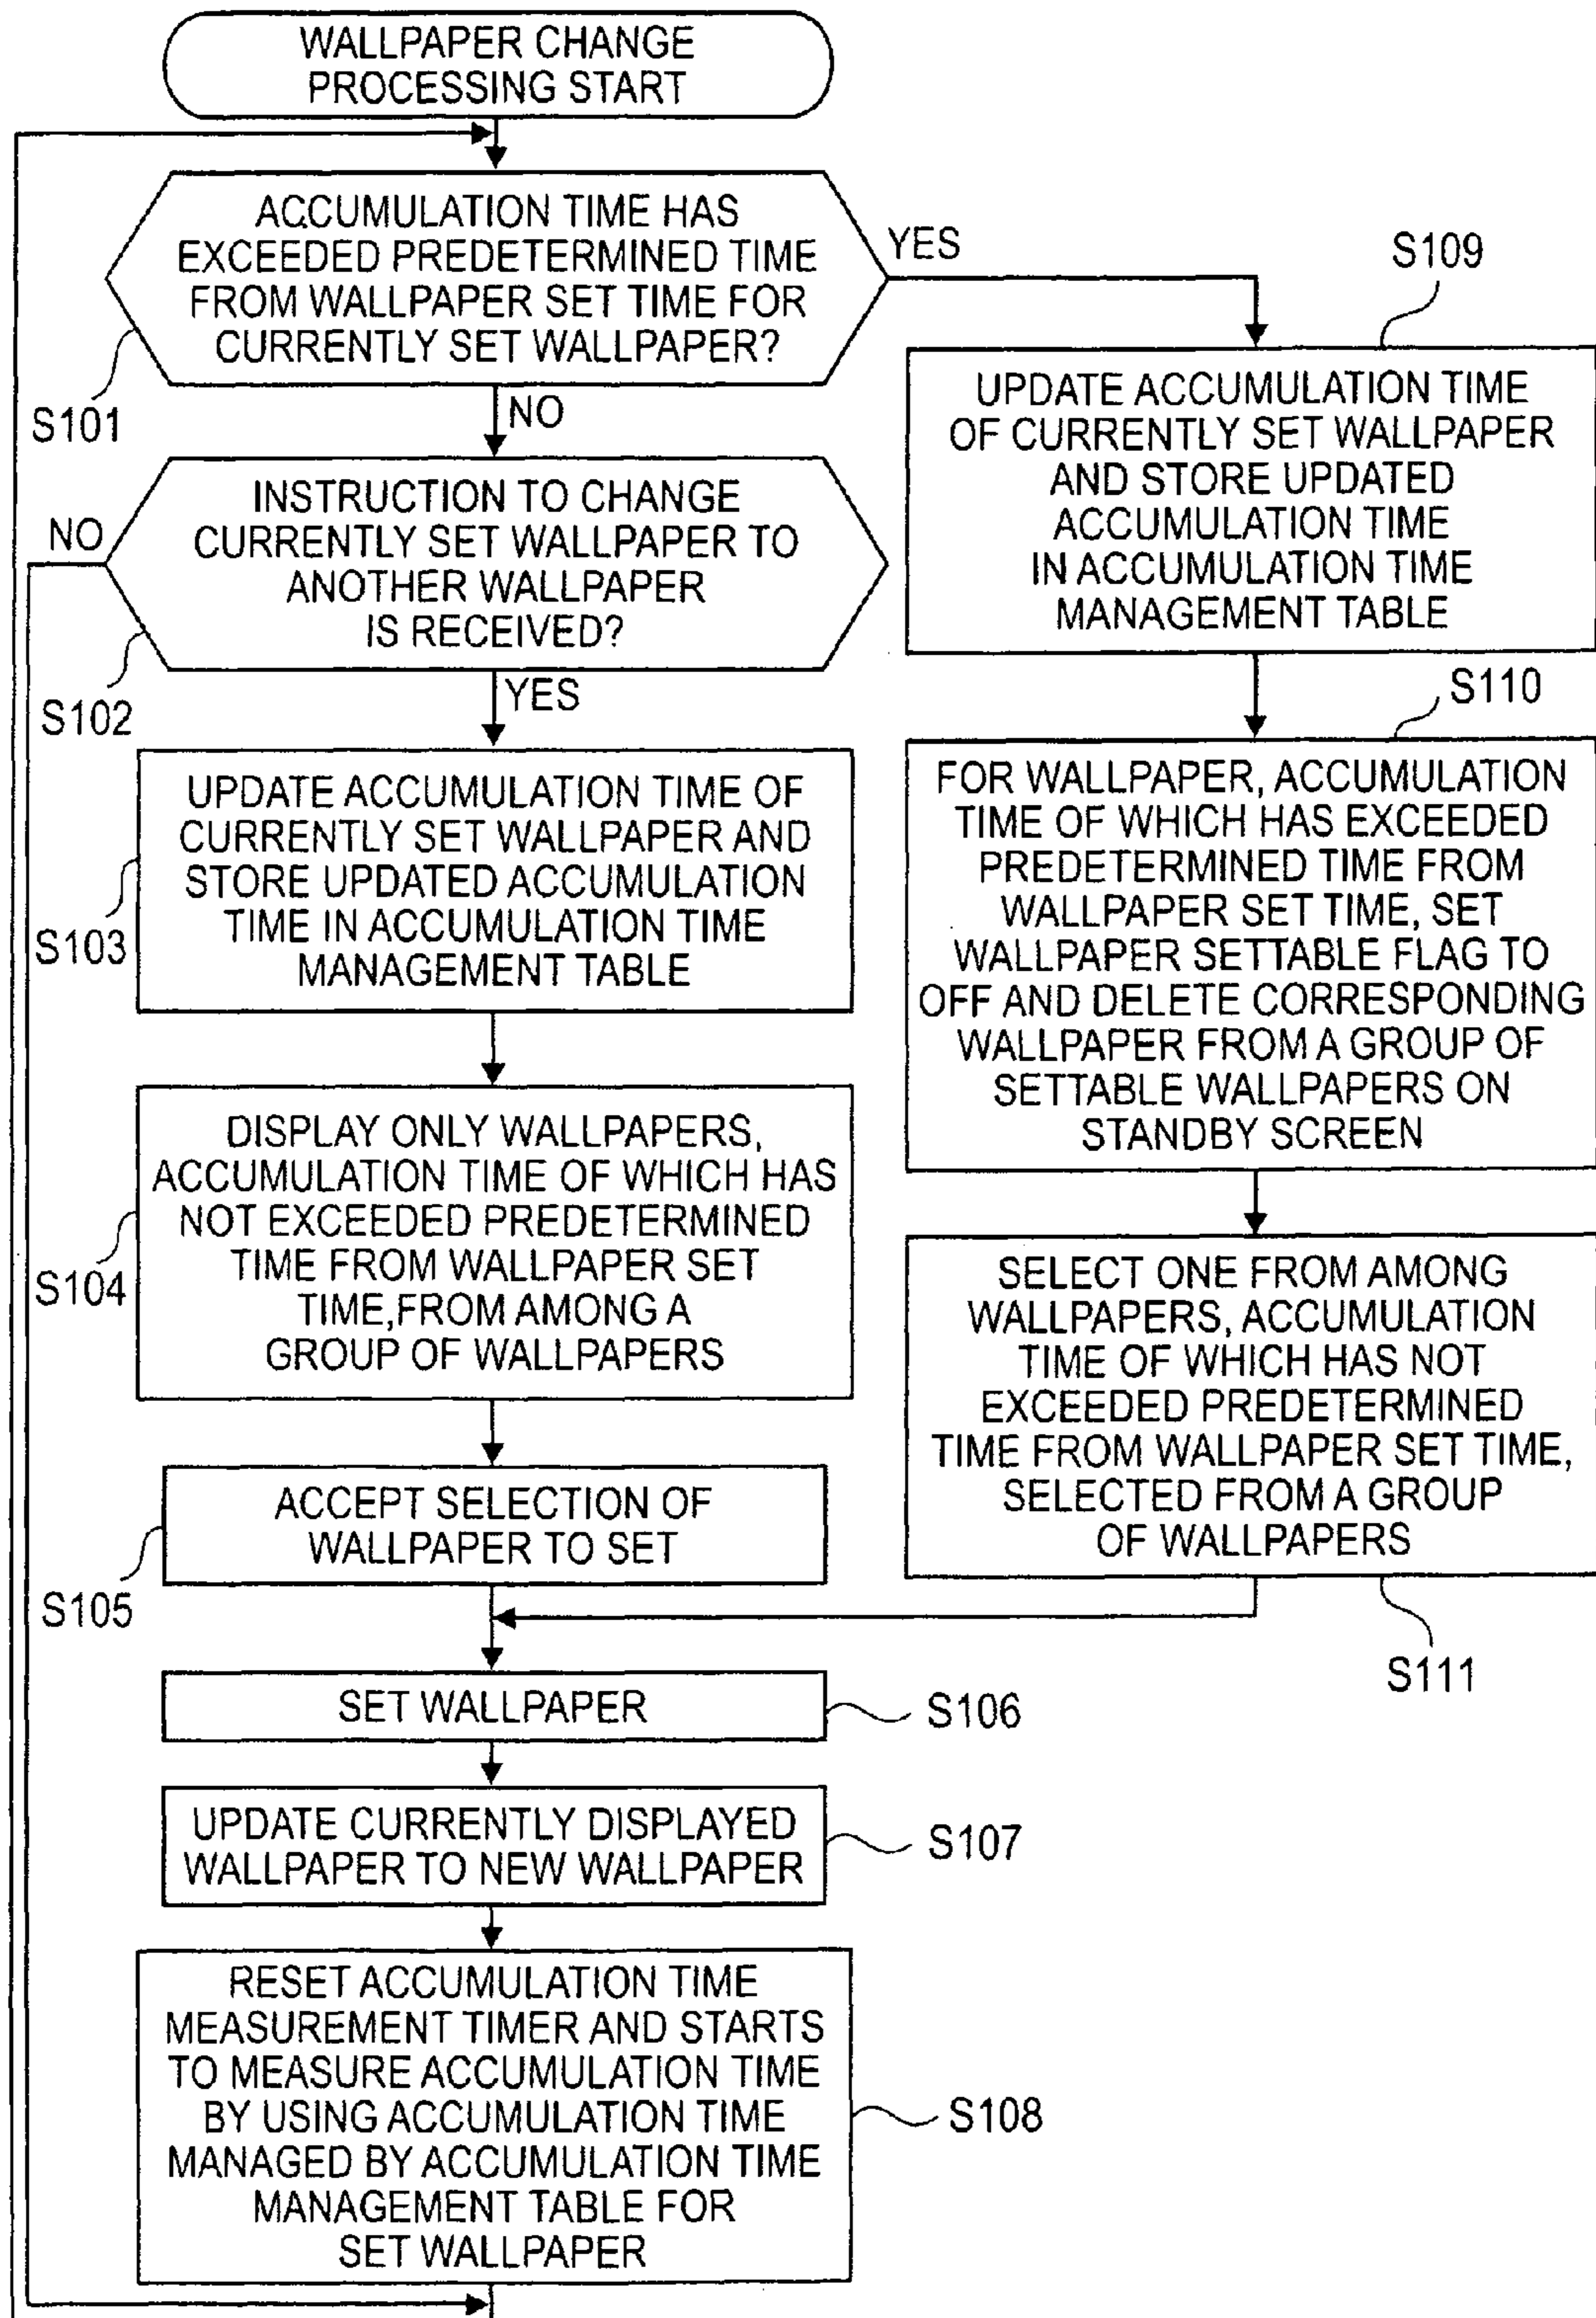 WALLPAPER CHANGE
PROCESSING START
ACCUMULATION TIME HAS
EXCEEDED PREDETERMINED TIME
FROM WALLPAPER SET TIME FOR
CURRENTLY SET WALLPAPER?
YES
S101
NO
INSTRUCTION TO CHANGE
CURRENTLY SET WALLPAPER TO
ANOTHER WALLPAPER
IS RECEIVED?
NO
S102
YES
UPDATE ACCUMULATION TIME OF
CURRENTLY SET WALLPAPER AND
STORE UPDATED ACCUMULATION
TIME IN ACCUMULATION TIME
MANAGEMENT TABLE
S103
DISPLAY ONLY WALLPAPERS,
ACCUMULATION TIME OF WHICH HAS
NOT EXCEEDED PREDETERMINED
TIME FROM WALLPAPER SET
TIME,FROM AMONG A
GROUP OF WALLPAPERS
S104
ACCEPT SELECTION OF
WALLPAPER TO SET
S105
S109
UPDATE ACCUMULATION TIME
OF CURRENTLY SET WALLPAPER
AND STORE UPDATED
ACCUMULATION TIME
IN ACCUMULATION TIME
MANAGEMENT TABLE
S110
FOR WALLPAPER, ACCUMULATION
TIME OF WHICH HAS EXCEEDED
PREDETERMINED TIME FROM
WALLPAPER SET TIME, SET
WALLPAPER SETTABLE FLAG TO
OFF AND DELETE CORRESPONDING
WALLPAPER FROM A GROUP OF
SETTABLE WALLPAPERS ON
STANDBY SCREEN
SELECT ONE FROM AMONG
WALLPAPERS, ACCUMULATION
TIME OF WHICH HAS NOT
EXCEEDED PREDETERMINED
TIME FROM WALLPAPER SET TIME,
SELECTED FROM A GROUP
OF WALLPAPERS
S111
SET WALLPAPER
S106
UPDATE CURRENTLY DISPLAYED
WALLPAPER TO NEW WALLPAPER
S107
RESET ACCUMULATION TIME
MEASUREMENT TIMER AND STARTS
TO MEASURE ACCUMULATION TIME
BY USING ACCUMULATION TIME
MANAGED BY ACCUMULATION TIME
MANAGEMENT TABLE FOR
SET WALLPAPER
S108